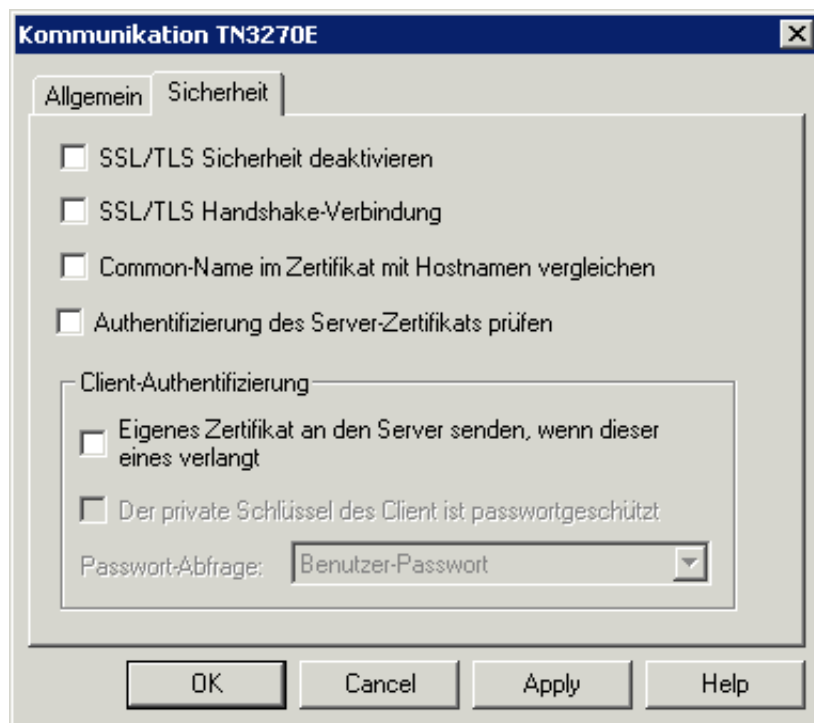 Kommunikation TN3270E
Allgemein
Sicherheit
SSL/TLS Sicherheit deaktivieren
SSL/TLS Handshake-Verbindung
Common-Name im Zertifikat mit Hostnamen vergleichen
Authentifizierung des Server-Zertifikats prüfen
Client-Authentifizierung
Eigenes Zertifikat an den Server senden, wenn dieser
eines verlangt
Der private Schlüssel des Client ist passwortgeschützt
Passwort-Abfrage:
Benutzer-Passwort
OK
Cancel
Apply
Help